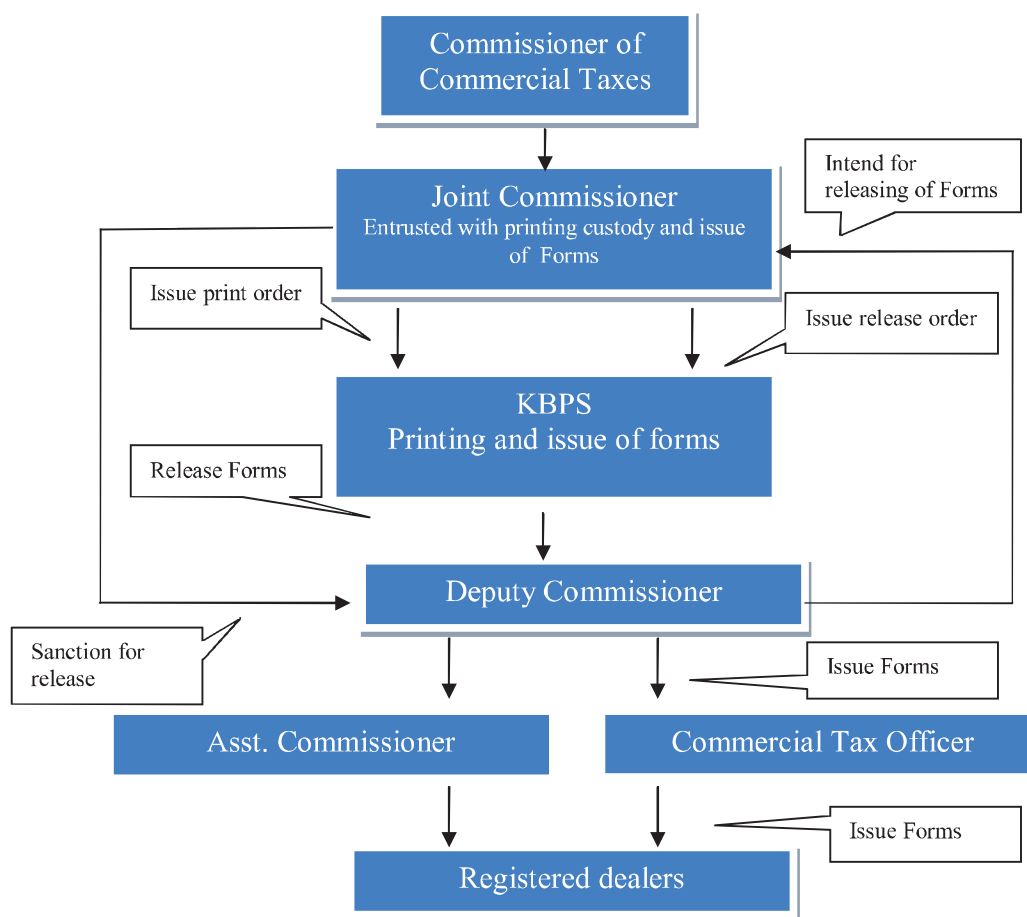 Commissioner of
Commercial Taxes
Intend for
releasing of Forms
Joint Commissioner
Entrusted with printing custody and issue
of Forms
Issue print order
Issue release order
KBPS
Printing and issue of forms
Release Forms
Deputy Commissioner
Sanction for
release
Issue Forms
Asst. Commissioner
Commercial Tax Officer
Issue Forms
Registered dealers